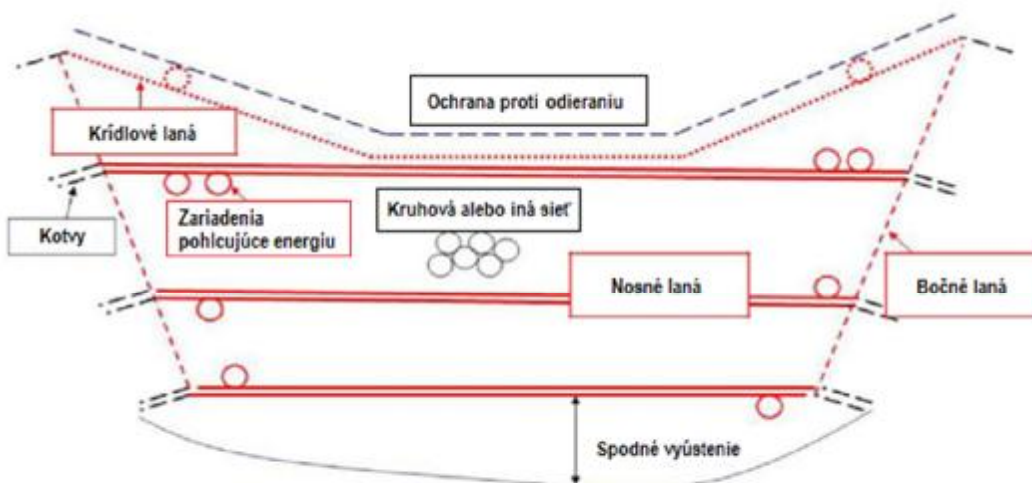 Ochrana proti odieraniu
Krídlové laná
Kotvy
Zariadenia
pohlcujúce energiu
Kruhová alebo iná sieť
Nosné laná
Bočné laná
Spodné vyústenie